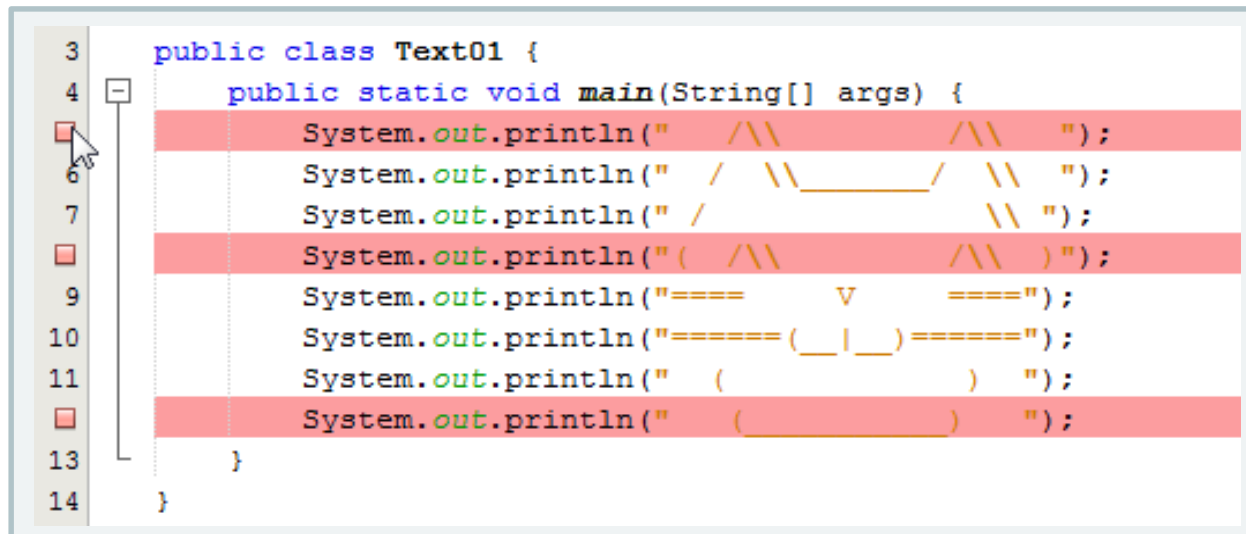 3 public class Text01 {
4 public static void main(String[] args) {
System.out.println("   /\\         /\\   ");
6 System.out.println("  /  \\_______/  \\  ");
7 System.out.println(" /               \\ ");
System.out.println("(  /\\         /\\  )");
9 System.out.println("====     V     ====");
10 System.out.println("======(__|__)======");
11 System.out.println("  (             )  ");
System.out.println("   (___________)   ");
13 }
14 }